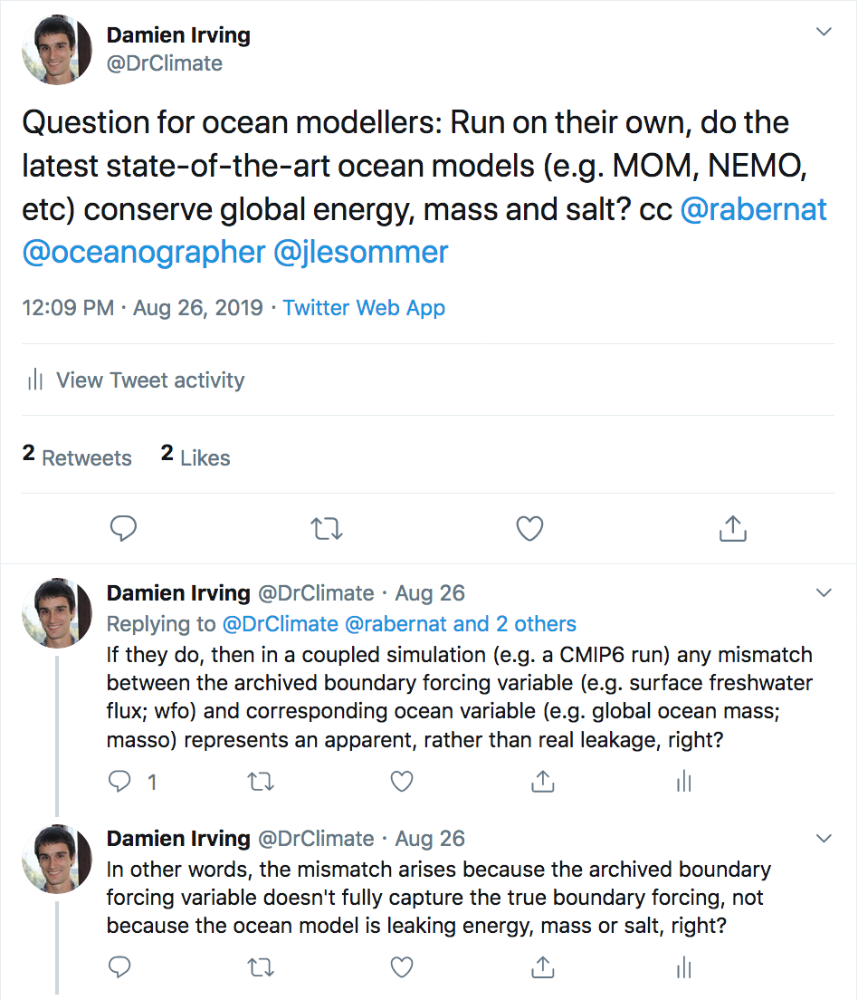 Damien Irving
@DrClimate
Question for ocean modellers: Run on their own, do the
latest state-of-the-art ocean models (e.g. MOM, NEMO,
etc) conserve global energy, mass and salt? cc @rabernat
@oceanographer @jlesommer
12:09 PM · Aug 26, 2019 · Twitter Web App
View Tweet activity
2 Retweets 2 Likes
Damien Irving @DrClimate · Aug 26
Replying to @DrClimate @rabernat and 2 others
If they do, then in a coupled simulation (e.g. a CMIP6 run) any mismatch
between the archived boundary forcing variable (e.g. surface freshwater
flux; wfo) and corresponding ocean variable (e.g. global ocean mass;
masso) represents an apparent, rather than real leakage, right?
1
Damien Irving @DrClimate · Aug 26
In other words, the mismatch arises because the archived boundary
forcing variable doesn't fully capture the true boundary forcing, not
because the ocean model is leaking energy, mass or salt, right?